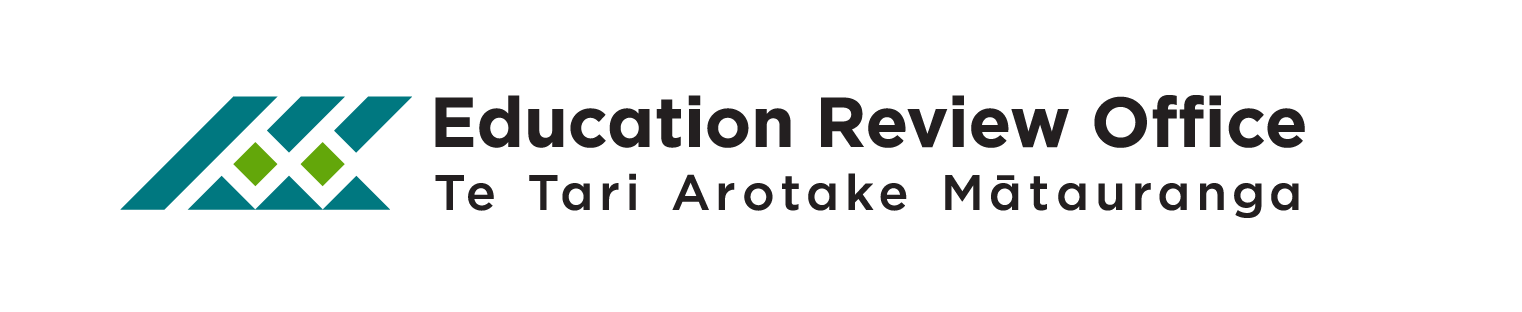 Education Review Office
Te Tari Arotake Mātauranga